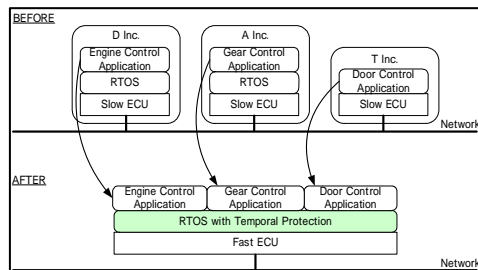 BEFORE
D Inc.
A Inc.
T Inc.
Engine Control
Application
Gear Control
Application
Door Control
Application
RTOS
RTOS
Slow ECU
Slow ECU
Slow ECU
Network
AFTER
Engine Control
Application
Gear Control
Application
Door Control
Application
RTOS with Temporal Protection
Fast ECU
Network